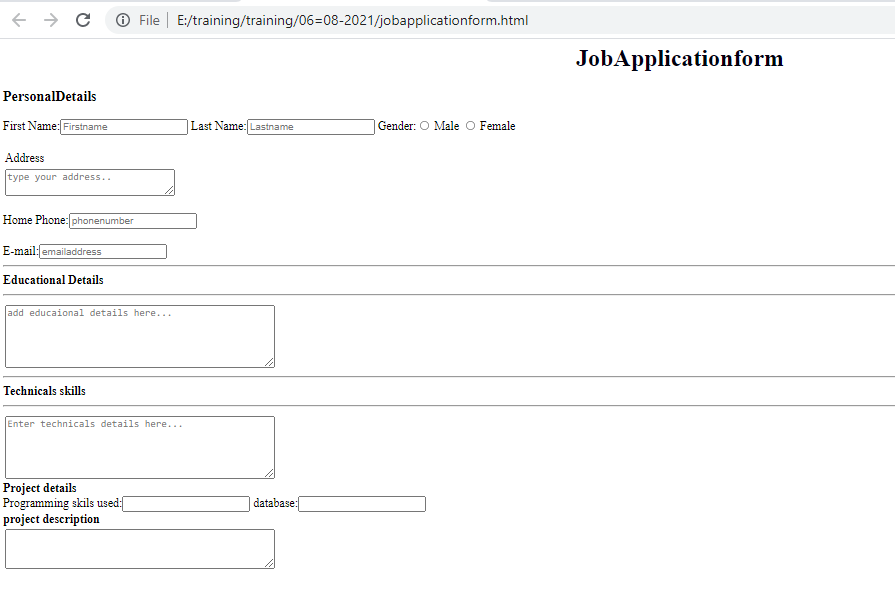 File | E:/training/training/06=08-2021/jobapplicationform.html
JobApplicationform
PersonalDetails
First Name: Firstname Last Name: Lastname Gender: Male Female
Address
type your address..
Home Phone: phonenumber
E-mail: emailaddress
Educational Details
add educaional details here...
Technicals skills
Enter technicals details here...
Project details
Programming skils used: database:
project description